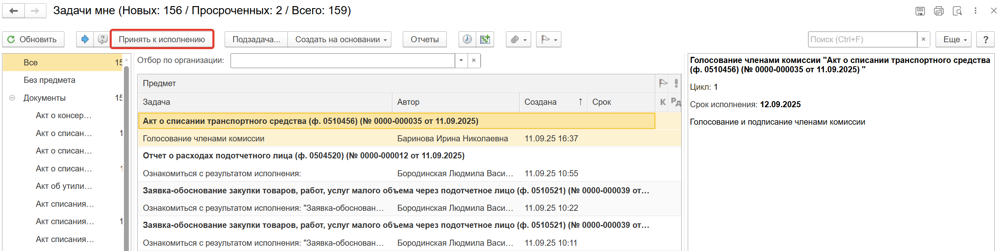 Задачи мне (Новых: 156 / Просроченных: 2 / Всего: 159)
Обновить
Принять к исполнению
Подзадача...
Создать на основании
Отчеты
Поиск (Ctrl+F)
×
Еще
?
Все 15
Без предмета
Документы 15
Акт о консер...
Акт о списан... 1
Акт о списан...
Акт о списан... 1
Акт об утили...
Акт списания...
Акт списания... 1
Акт списания...
Отбор по организации:
×
Предмет
Задача Автор Создана ↑ Срок К Рд
Акт о списании транспортного средства (ф. 0510456) (№ 0000-000035 от 11.09.2025)
Голосование членами комиссии Баринова Ирина Николаевна 11.09.25 16:37
Отчет о расходах подотчетного лица (ф. 0504520) (№ 0000-000012 от 11.09.2025)
Ознакомиться с результатом исполнения: Бородинская Людмила Васи... 11.09.25 10:55
Заявка-обоснование закупки товаров, работ, услуг малого объема через подотчетное лицо (ф. 0510521) (№ 0000-000039 от...
Ознакомиться с результатом исполнения: "Заявка-обоснован... Бородинская Людмила Васи... 11.09.25 10:22
Заявка-обоснование закупки товаров, работ, услуг малого объема через подотчетное лицо (ф. 0510521) (№ 0000-000039 от...
Ознакомиться с результатом исполнения: "Заявка-обоснован... Бородинская Людмила Васи... 11.09.25 10:11
Голосование членами комиссии "Акт о списании транспортного средства
(ф. 0510456) (№ 0000-000035 от 11.09.2025) "
Цикл: 1
Срок исполнения: 12.09.2025
Голосование и подписание членами комиссии